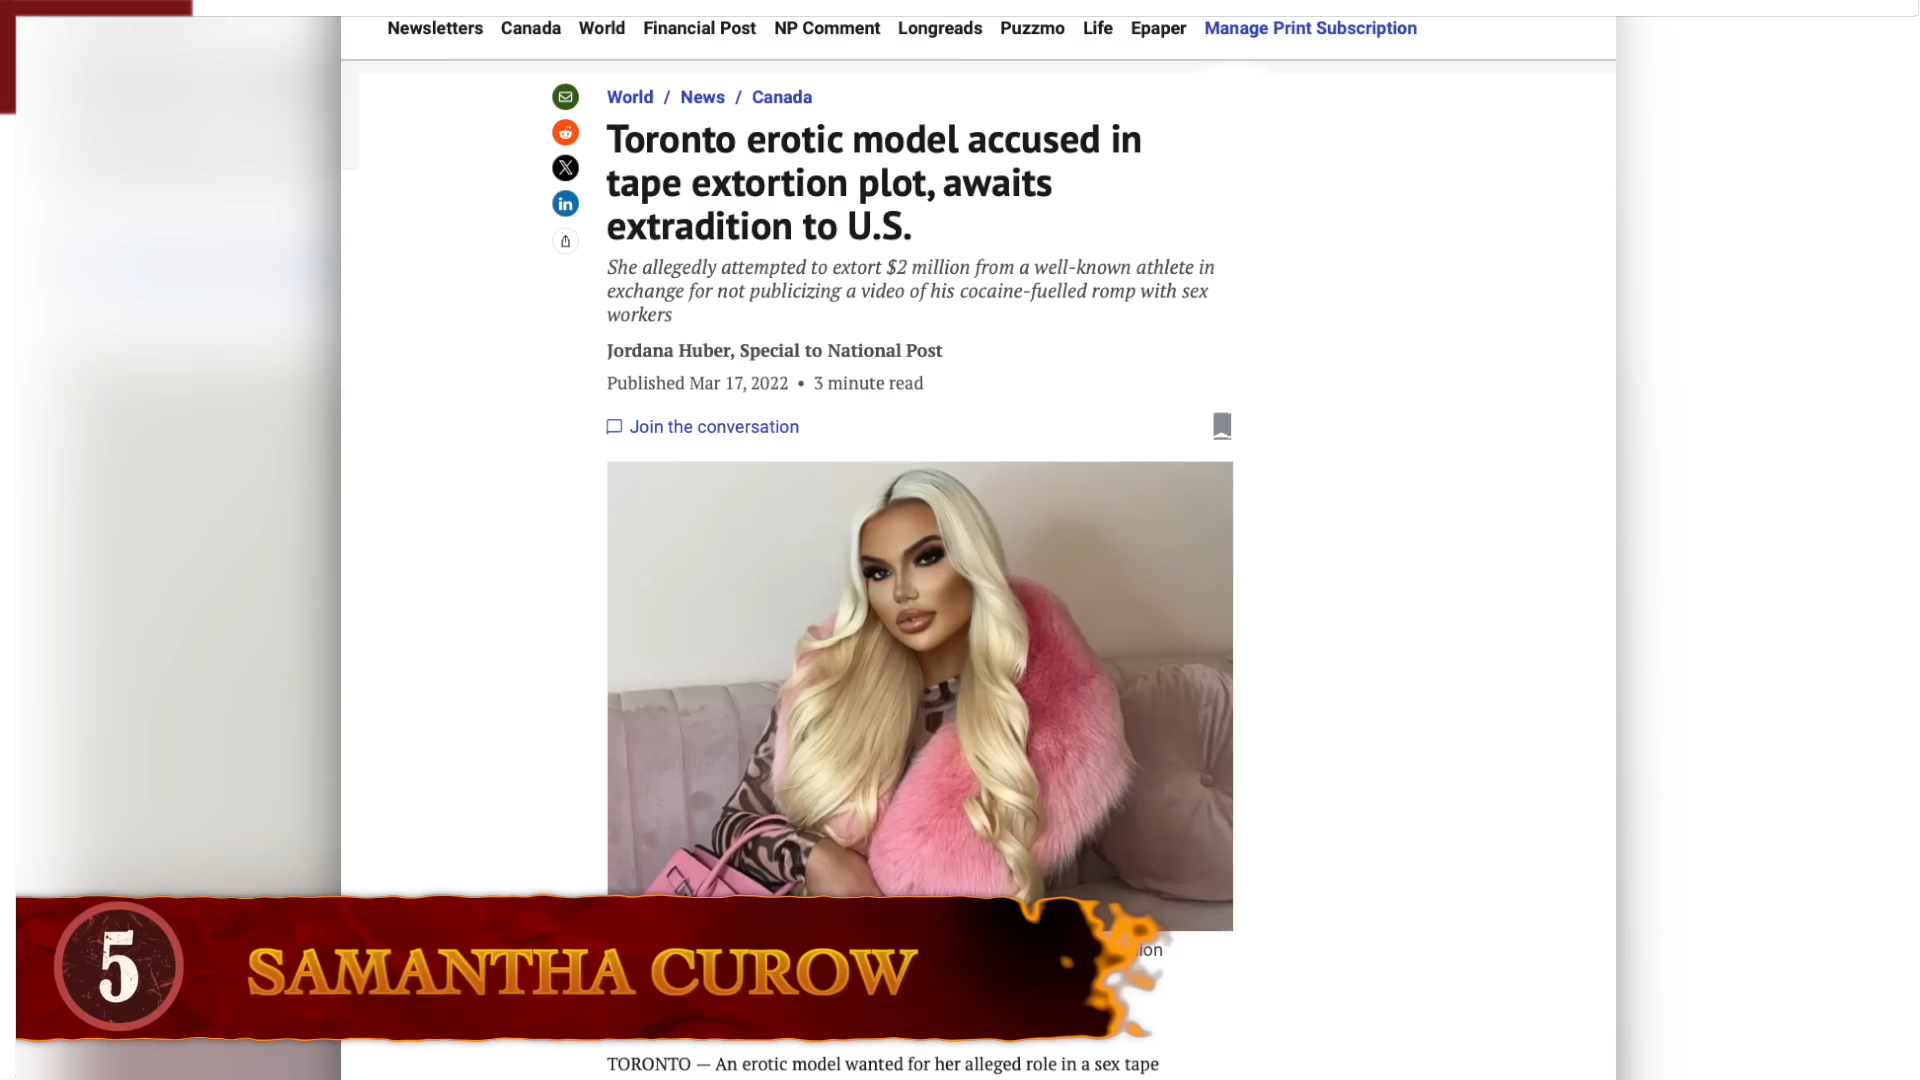 Newsletters Canada World Financial Post NP Comment Longreads Puzzmo Life Epaper Manage Print Subscription
World / News / Canada
Toronto erotic model accused in
tape extortion plot, awaits
extradition to U.S.
She allegedly attempted to extort $2 million from a well-known athlete in
exchange for not publicizing a video of his cocaine-fuelled romp with sex
workers
Jordana Huber, Special to National Post
Published Mar 17, 2022 • 3 minute read
Join the conversation
5 SAMANTHA CUROW
TORONTO — An erotic model wanted for her alleged role in a sex tape